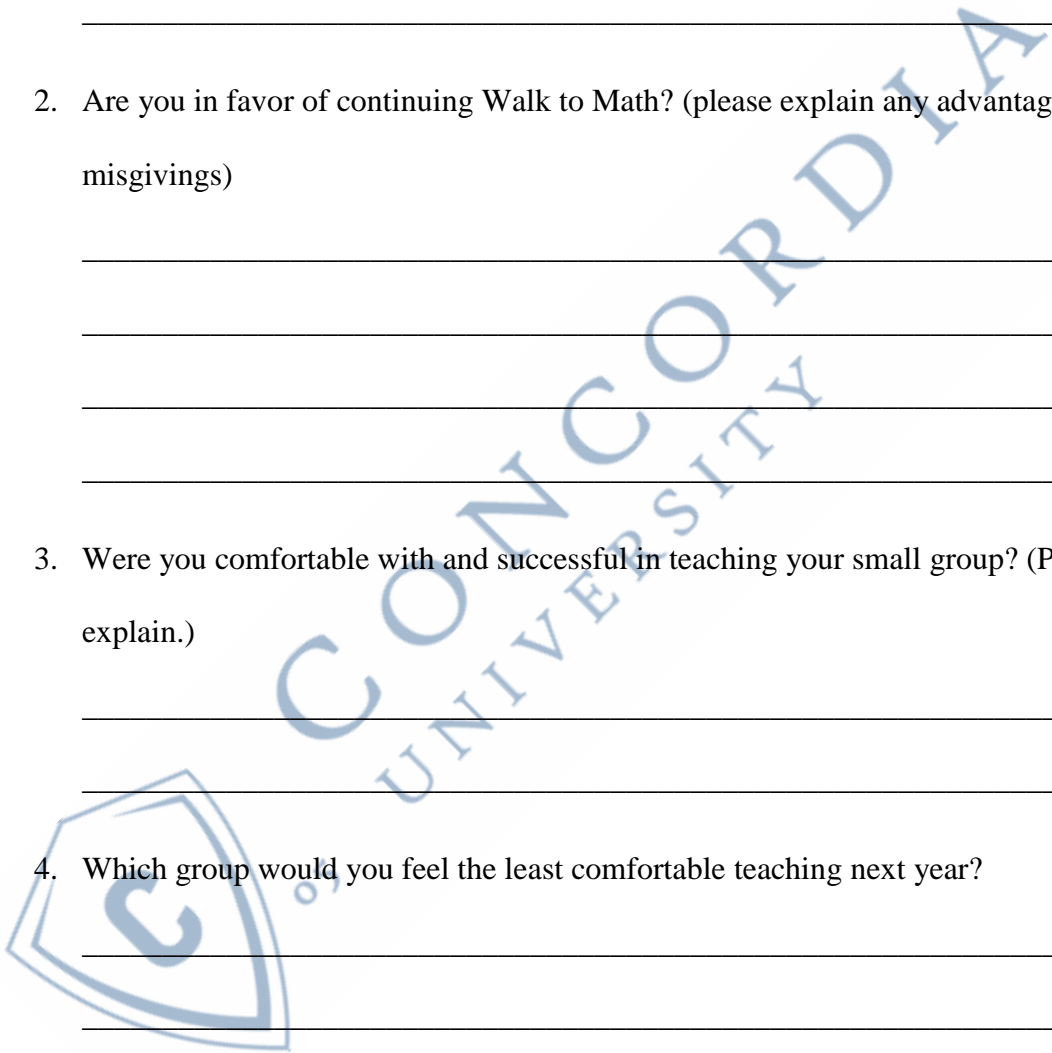 2. Are you in favor of continuing Walk to Math? (please explain any advantag
misgivings)
3. Were you comfortable with and successful in teaching your small group? (P
explain.)
4. Which group would you feel the least comfortable teaching next year?
CONCORDIA
UNIVERSITY
C